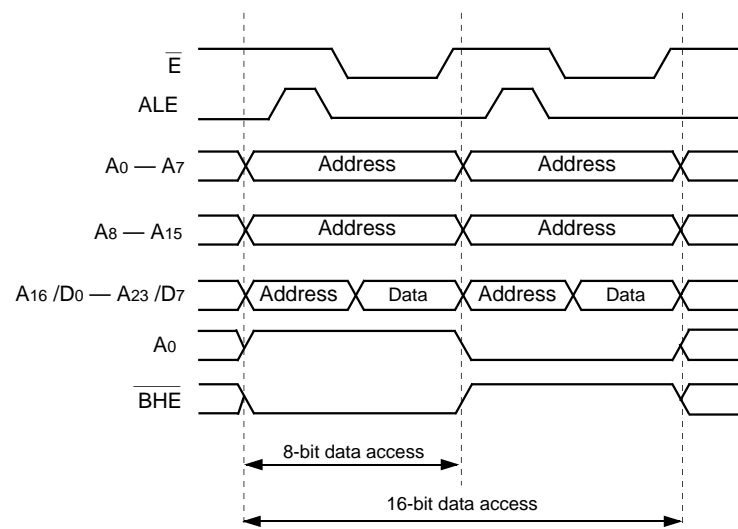 E
ALE
A0 — A7 Address Address
A8 — A15 Address Address
A16 /D0 — A23 /D7 Address Data Address Data
A0
BHE
8-bit data access
16-bit data access